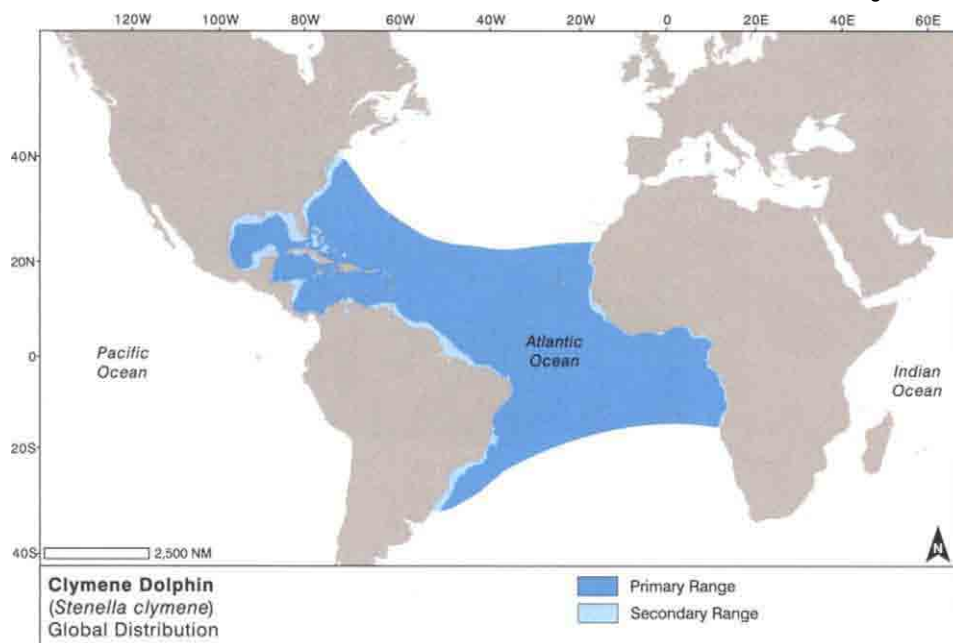 120W 100W 80W 60W 40W 20W 0 20E 40E 60E
40N
20N
0
20S
40S
Pacific
Ocean
Atlantic
Ocean
Indian
Ocean
2,500 NM
N
Clymene Dolphin
(Stenella clymene)
Global Distribution
Primary Range
Secondary Range